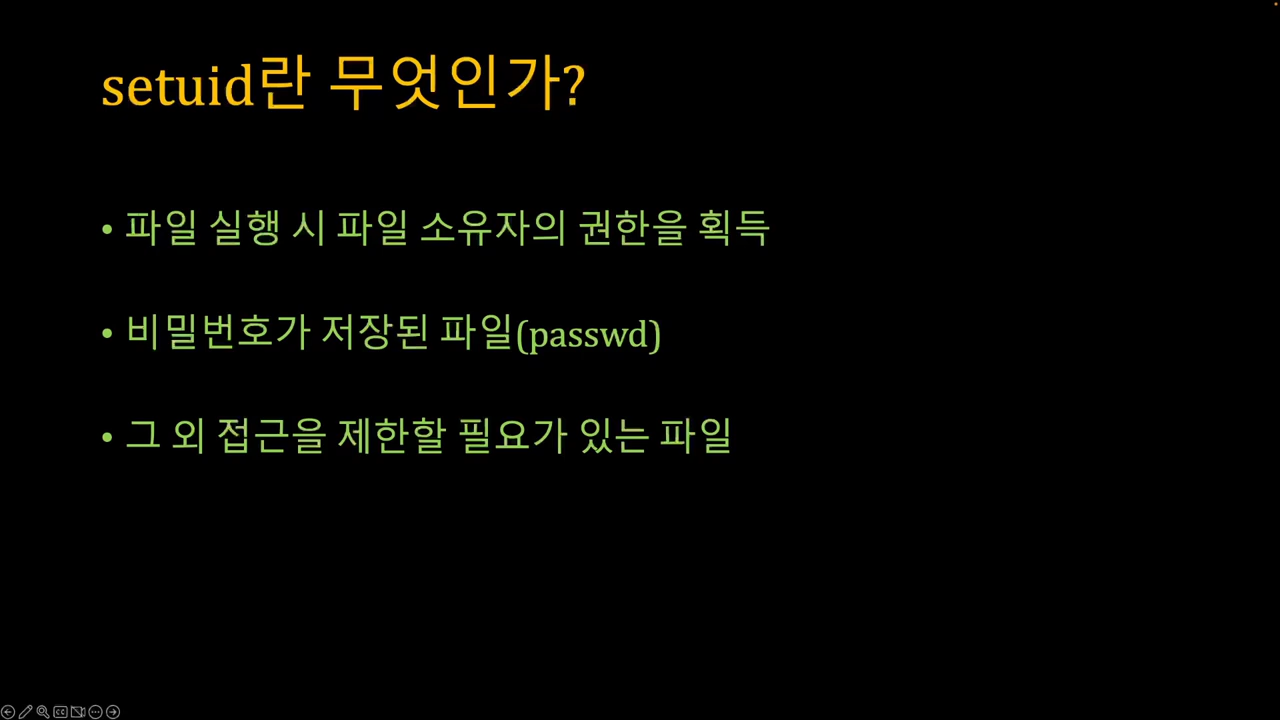 setuid란 무엇인가?
• 파일 실행 시 파일 소유자의 권한을 획득
• 비밀번호가 저장된 파일(passwd)
• 그 외 접근을 제한할 필요가 있는 파일